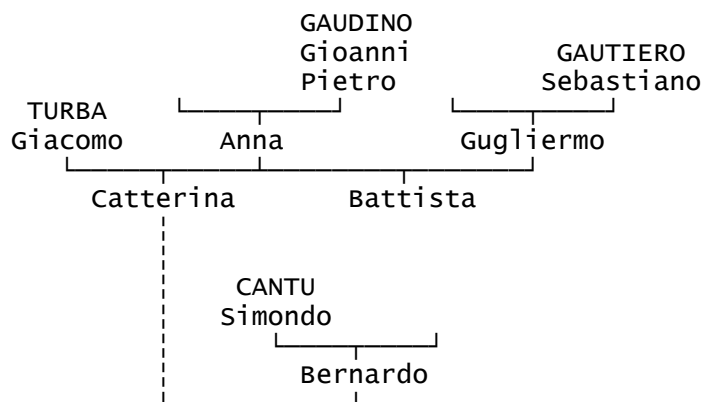 GAUDINO
Gioanni GAUTIERO
Pietro Sebastiano
TURBA
Giacomo Anna Gugliermo
Catterina Battista
CANTU
Simondo
Bernardo